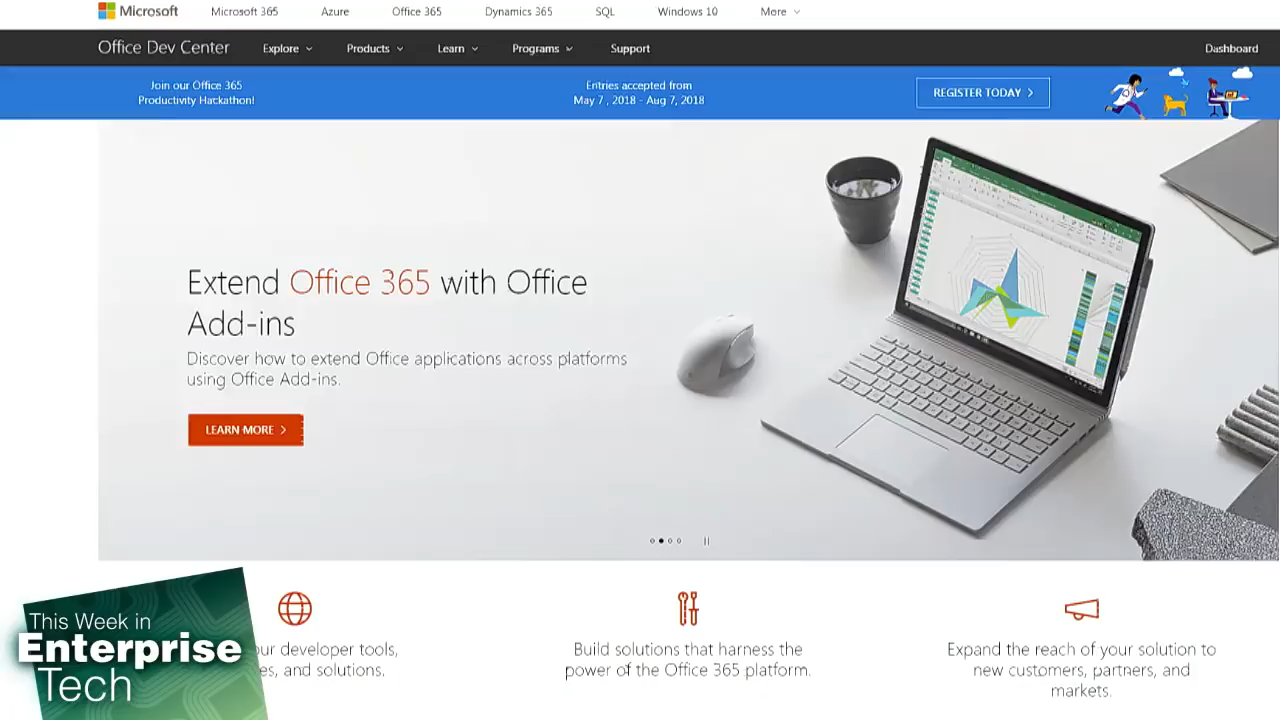 Microsoft
Microsoft 365
Azure
Office 365
Dynamics 365
SQL
Windows 10
More
Office Dev Center
Explore
Products
Learn
Programs
Support
Dashboard
Join our Office 365
Productivity Hackathon!
Entries accepted from
May 7 , 2018 - Aug 7, 2018
REGISTER TODAY
Extend Office 365 with Office
Add-ins
Discover how to extend Office applications across platforms
using Office Add-ins.
LEARN MORE
our developer tools,
es, and solutions.
Build solutions that harness the
power of the Office 365 platform.
Expand the reach of your solution to
new customers, partners, and
markets.
This Week in
Enterprise
Tech